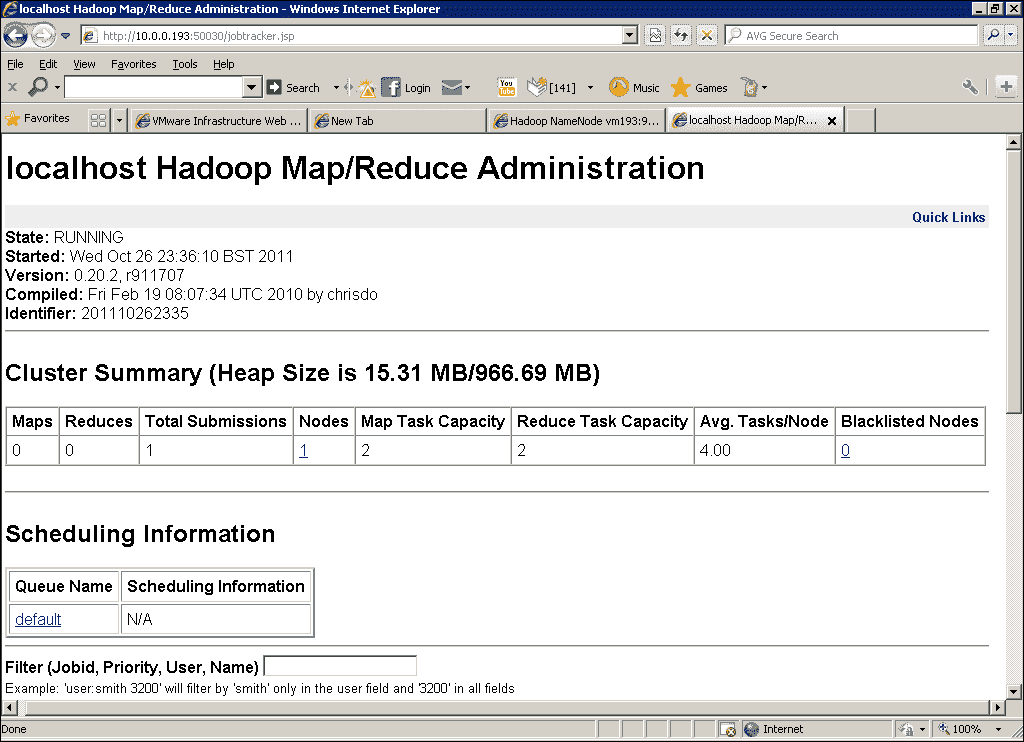 localhost Hadoop Map/Reduce Administration - Windows Internet Explorer
http://10.0.0.193:50030/jobtracker.jsp
AVG Secure Search
File Edit View Favorites Tools Help
Search Login You Tube [141] Music Games
Favorites VMware Infrastructure Web ... New Tab Hadoop NameNode vm193:9... localhost Hadoop Map/R...
localhost Hadoop Map/Reduce Administration
Quick Links
State: RUNNING
Started: Wed Oct 26 23:36:10 BST 2011
Version: 0.20.2, r911707
Compiled: Fri Feb 19 08:07:34 UTC 2010 by chrisdo
Identifier: 201110262335
Cluster Summary (Heap Size is 15.31 MB/966.69 MB)
Maps Reduces Total Submissions Nodes Map Task Capacity Reduce Task Capacity Avg. Tasks/Node Blacklisted Nodes
0 0 1 1 2 2 4.00 0
Scheduling Information
Queue Name Scheduling Information
default N/A
Filter (Jobid, Priority, User, Name)
Example: 'user:smith 3200' will filter by 'smith' only in the user field and '3200' in all fields
Done Internet 100%